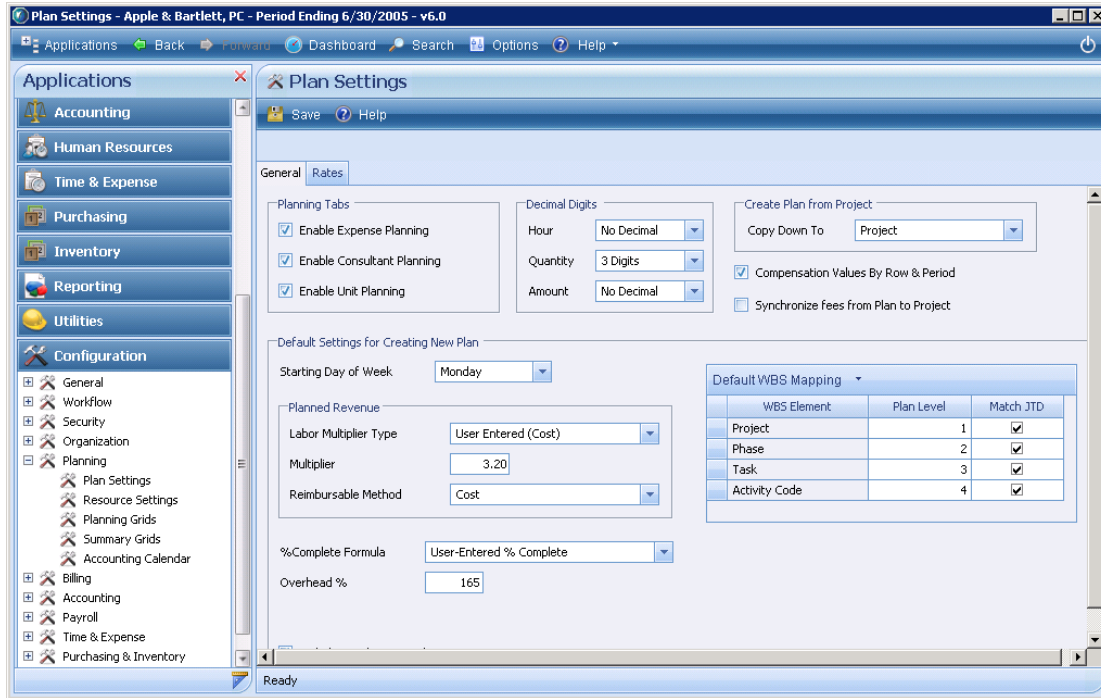 Plan Settings - Apple & Bartlett, PC - Period Ending 6/30/2005 - v6.0
Applications Back Forward Dashboard Search Options Help
Applications
Accounting
Human Resources
Time & Expense
Purchasing
Inventory
Reporting
Utilities
Configuration
General
Workflow
Security
Organization
Planning
Plan Settings
Resource Settings
Planning Grids
Summary Grids
Accounting Calendar
Billing
Accounting
Payroll
Time & Expense
Purchasing & Inventory
Plan Settings
Save Help
General Rates
Planning Tabs
Enable Expense Planning
Enable Consultant Planning
Enable Unit Planning
Decimal Digits
Hour No Decimal
Quantity 3 Digits
Amount No Decimal
Create Plan from Project
Copy Down To Project
Compensation Values By Row & Period
Synchronize fees from Plan to Project
Default Settings for Creating New Plan
Starting Day of Week Monday
Planned Revenue
Labor Multiplier Type User Entered (Cost)
Multiplier 3.20
Reimbursable Method Cost
%Complete Formula User-Entered % Complete
Overhead % 165
Default WBS Mapping
WBS Element Plan Level Match JTD
Project 1
Phase 2
Task 3
Activity Code 4
Ready